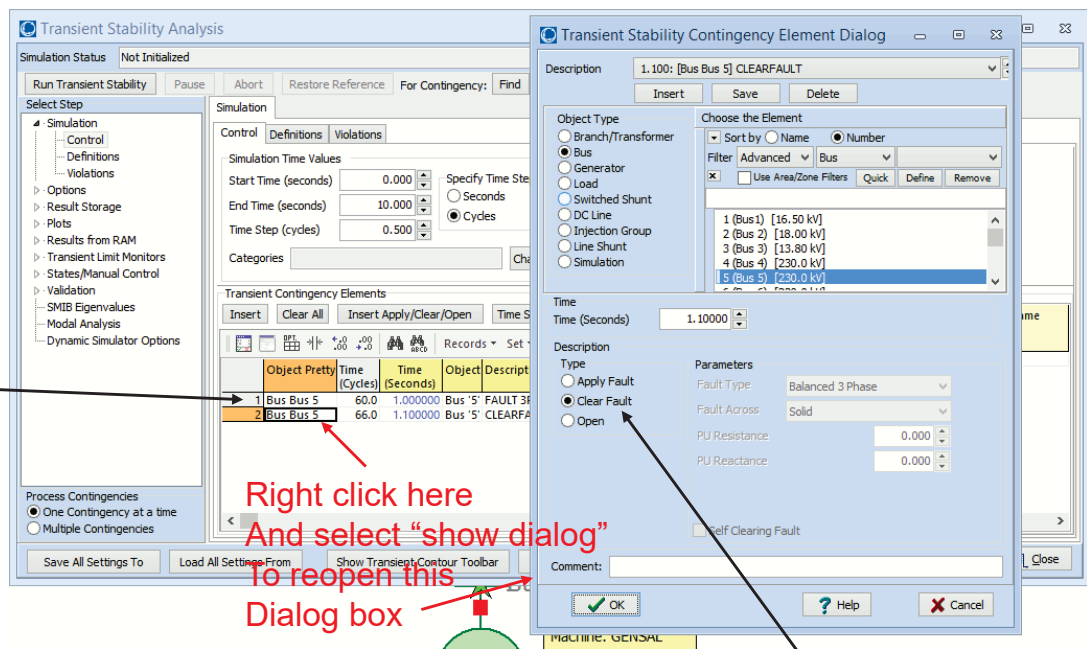 Transient Stability Analysis
Simulation Status Not Initialized
Run Transient Stability Pause Abort Restore Reference For Contingency: Find
Select Step
Simulation
Control
Definitions
Violations
Options
Result Storage
Plots
Results from RAM
Transient Limit Monitors
States/Manual Control
Validation
SMIB Eigenvalues
Modal Analysis
Dynamic Simulator Options
Process Contingencies
One Contingency at a time
Multiple Contingencies
Simulation
Control Definitions Violations
Simulation Time Values
Start Time (seconds) 0.000
End Time (seconds) 10.000
Time Step (cycles) 0.500
Specify Time Ste
Seconds
Cycles
Categories Cha
Transient Contingency Elements
Insert Clear All Insert Apply/Clear/Open Time S
Records Set
Object Pretty Time (Cycles) Time (Seconds) Object Descript
1 Bus Bus 5 60.0 1.000000 Bus '5' FAULT 3P
2 Bus Bus 5 66.0 1.100000 Bus '5' CLEARFA
me
Save All Settings To Load All Settings From Show Transient Contour Toolbar Close
Right click here
And select “show dialog”
To reopen this
Dialog box
Transient Stability Contingency Element Dialog
Description 1.100: [Bus Bus 5] CLEARFAULT
Insert Save Delete
Object Type
Branch/Transformer
Bus
Generator
Load
Switched Shunt
DC Line
Injection Group
Line Shunt
Simulation
Choose the Element
Sort by Name Number
Filter Advanced Bus
Use Area/Zone Filters Quick Define Remove
1 (Bus1) [16.50 kV]
2 (Bus 2) [18.00 kV]
3 (Bus 3) [13.80 kV]
4 (Bus 4) [230.0 kV]
5 (Bus 5) [230.0 kV]
Time
Time (Seconds) 1.10000
Description
Type
Apply Fault
Clear Fault
Open
Parameters
Fault Type Balanced 3 Phase
Fault Across Solid
PU Resistance 0.000
PU Reactance 0.000
Self Clearing Fault
Comment:
OK Help Cancel
Machine: GENSAL